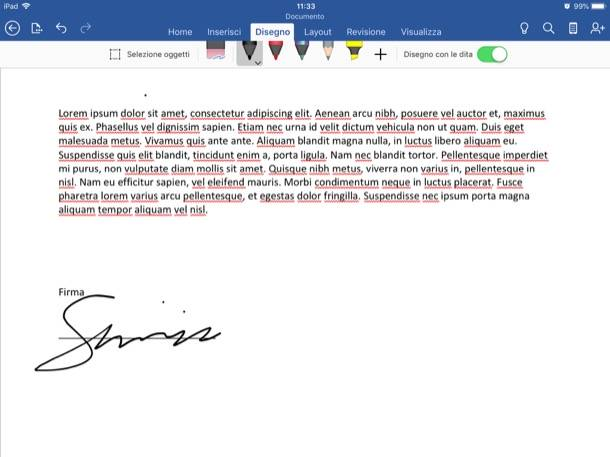 iPad 11:33 99%
Documento
Home Inserisci Disegno Layout Revisione Visualizza
Selezione oggetti Disegno con le dita
Lorem ipsum dolor sit amet, consectetur adipiscing elit. Aenean arcu nibh, posuere vel auctor et, maximus
quis ex. Phasellus vel dignissim sapien. Etiam nec urna id velit dictum vehicula non ut quam. Duis eget
malesuada metus. Vivamus quis ante ante. Aliquam blandit magna nulla, in luctus libero aliquam eu.
Suspendisse quis elit blandit, tincidunt enim a, porta ligula. Nam nec blandit tortor. Pellentesque imperdiet
mi purus, non vulputate diam mollis sit amet. Quisque nibh metus, viverra non varius in, pellentesque in
nisl. Nam eu efficitur sapien, vel eleifend mauris. Morbi condimentum neque in luctus placerat. Fusce
pharetra lorem varius arcu pellentesque, et egestas dolor fringilla. Suspendisse nec ipsum porta magna
aliquam tempor aliquam vel nisl.
Firma